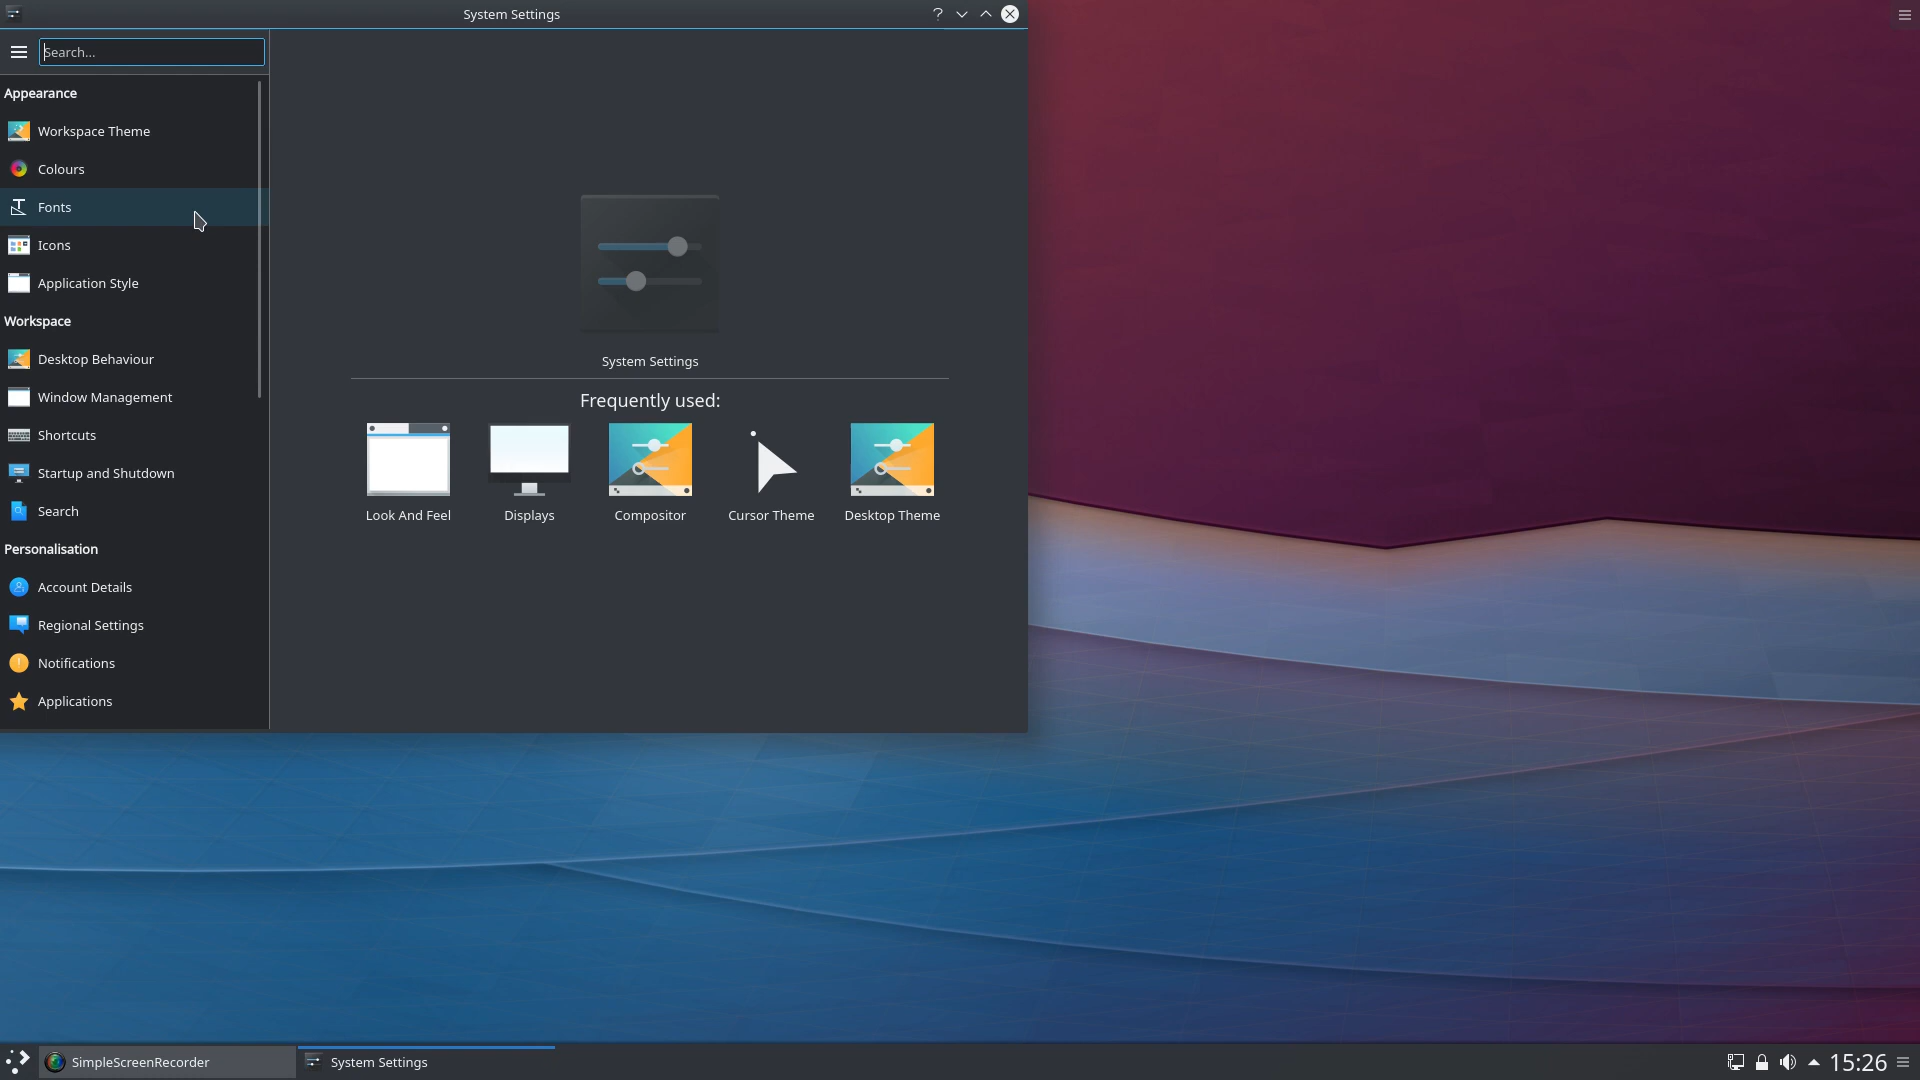 System Settings
Search...
Appearance
Workspace Theme
Colours
Fonts
Icons
Application Style
Workspace
Desktop Behaviour
Window Management
Shortcuts
Startup and Shutdown
Search
Personalisation
Account Details
Regional Settings
Notifications
Applications
System Settings
Frequently used:
Look And Feel
Displays
Compositor
Cursor Theme
Desktop Theme
SimpleScreenRecorder
System Settings
15:26